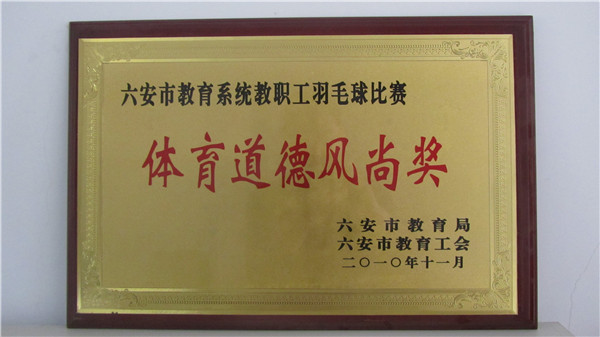 六安市教育系统教职工羽毛球比赛
体育道德风尚奖
六安市教育局
六安市教育工会
二〇一〇年十一月